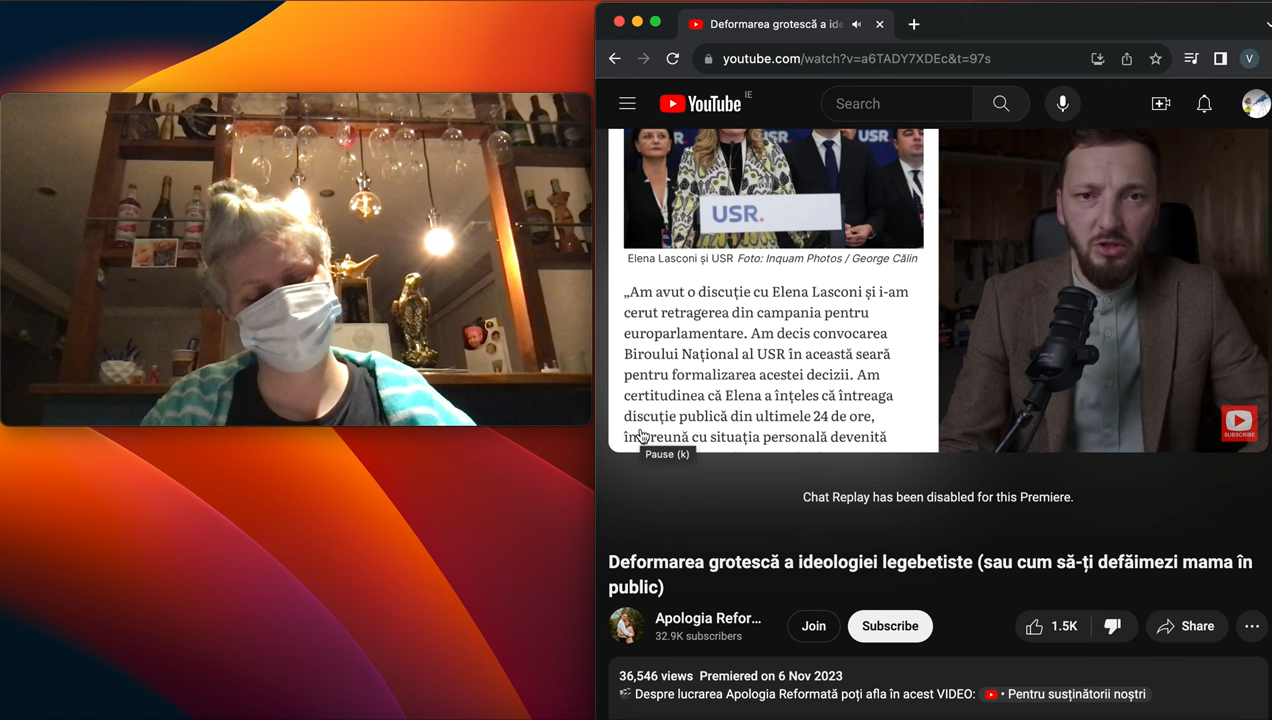 Deformarea grotescă a ide
youtube.com/watch?v=a6TADY7XDEc&t=97s
V
YouTube IE
Search
USR
USR.
USR.
Elena Lasconi și USR Foto: Inquam Photos / George Călin
„Am avut o discuție cu Elena Lasconi și i-am
cerut retragerea din campania pentru
europarlamentare. Am decis convocarea
Biroului Național al USR în această seară
pentru formalizarea acestei decizii. Am
certitudinea că Elena a înțeles că întreaga
discuție publică din ultimele 24 de ore,
împreună cu situația personală devenită
Pause (k)
SUBSCRIBE
Chat Replay has been disabled for this Premiere.
Deformarea grotescă a ideologiei legebetiste (sau cum să-ți defăimezi mama în
public)
Apologia Refor...
32.9K subscribers
Join
Subscribe
1.5K
Share
36,546 views Premiered on 6 Nov 2023
Despre lucrarea Apologia Reformată poți afla în acest VIDEO: • Pentru susținătorii noștri